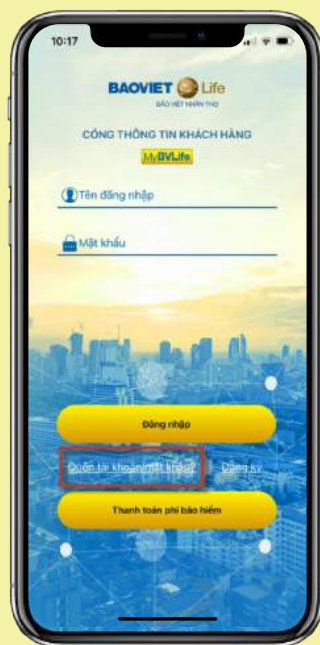 10:17
BAOVIET Life
BẢO VIỆT NHÂN THỌ
CỔNG THÔNG TIN KHÁCH HÀNG
MyBVLife
Tên đăng nhập
Mật khẩu
Đăng nhập
Quên tài khoản/mật khẩu? Đăng ký
Thanh toán phí bảo hiểm